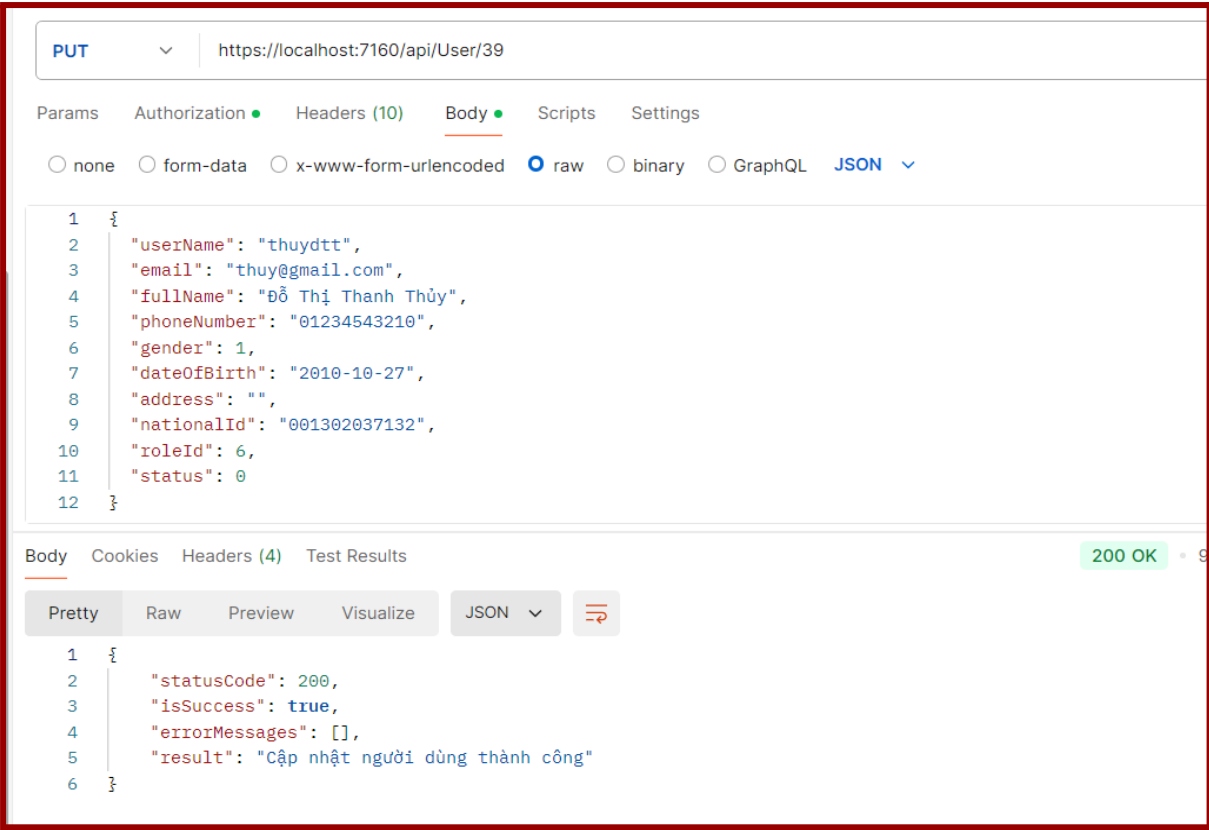 PUT https://localhost:7160/api/User/39
Params Authorization Headers (10) Body Scripts Settings
none form-data x-www-form-urlencoded raw binary GraphQL JSON
1 {
2 "userName": "thuydtt",
3 "email": "thuy@gmail.com",
4 "fullName": "Đỗ Thị Thanh Thủy",
5 "phoneNumber": "01234543210",
6 "gender": 1,
7 "dateOfBirth": "2010-10-27",
8 "address": "",
9 "nationalId": "001302037132",
10 "roleId": 6,
11 "status": 0
12 }
Body Cookies Headers (4) Test Results 200 OK 9
Pretty Raw Preview Visualize JSON
1 {
2 "statusCode": 200,
3 "isSuccess": true,
4 "errorMessages": [],
5 "result": "Cập nhật người dùng thành công"
6 }